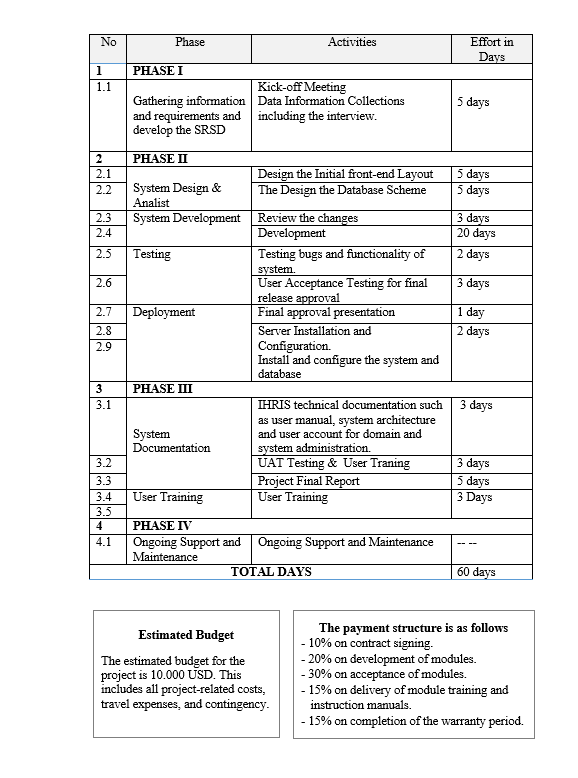 No Phase Activities Effort in
Days
1 PHASE I
1.1 Gathering information
and requirements and
develop the SRSD
Kick-off Meeting
Data Information Collections
including the interview.
5 days
2 PHASE II
2.1 Design the Initial front-end Layout 5 days
2.2 System Design &
Analist
The Design the Database Scheme 5 days
2.3 System Development Review the changes 3 days
2.4 Development 20 days
2.5 Testing Testing bugs and functionality of
system.
2 days
2.6 User Acceptance Testing for final
release approval
3 days
2.7 Deployment Final approval presentation 1 day
2.8 Server Installation and
2.9 Configuration.
Install and configure the system and
database
2 days
3 PHASE III
3.1 System
Documentation
IHRIS technical documentation such
as user manual, system architecture
and user account for domain and
system administration.
3 days
3.2 UAT Testing & User Traning 3 days
3.3 Project Final Report 5 days
3.4 User Training User Training 3 Days
3.5
4 PHASE IV
4.1 Ongoing Support and
Maintenance
Ongoing Support and Maintenance -- --
TOTAL DAYS 60 days
Estimated Budget
The estimated budget for the
project is 10.000 USD. This
includes all project-related costs,
travel expenses, and contingency.
The payment structure is as follows
- 10% on contract signing.
- 20% on development of modules.
- 30% on acceptance of modules.
- 15% on delivery of module training and
instruction manuals.
- 15% on completion of the warranty period.